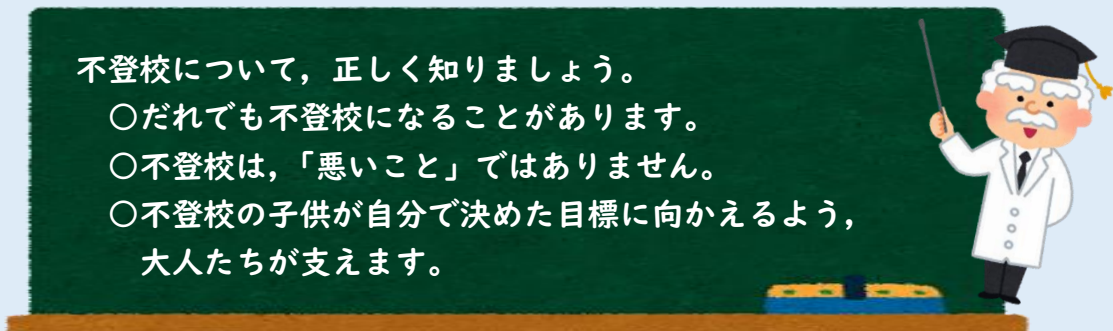 不登校について，正しく知りましょう。
○だれでも不登校になることがあります。
○不登校は，「悪いこと」ではありません。
○不登校の子供が自分で決めた目標に向かえるよう，
大人たちが支えます。